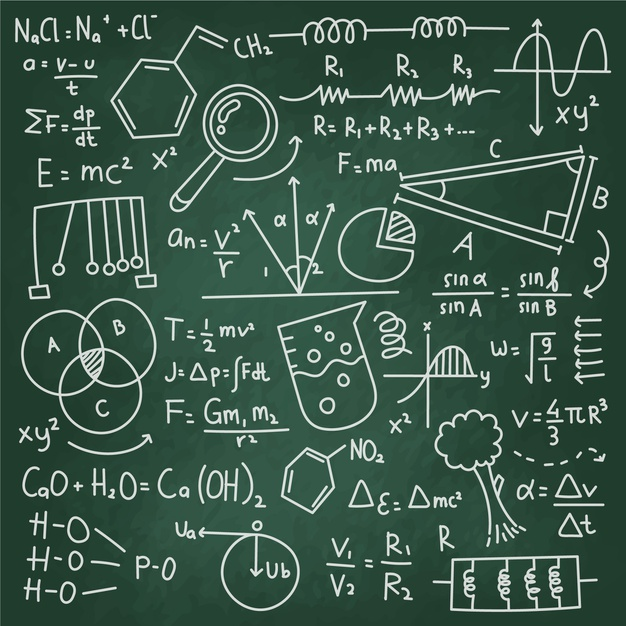 NaCl = Na⁺ + Cl⁻
CH₂
a = v-u/t
R₁ R₂ R₃
ΣF = dp/dt
R = R₁+R₂+R₃+...
xy²
E = mc²
x²
F = ma
C
B
A
an = v²/r
α α
1 2
sin α/sin A = sin β/sin B
A B
C
T = 1/2 mv²
J = Δp = ∫Fdt
F = Gm₁m₂/r²
x
y
x²
ω = √g/l
V = 4/3 πR³
xy²
NO₂
CaO + H₂O = Ca(OH)₂
Δε = Δmc²
α = Δv/Δt
H-O
H-O P-O
H-O
Ua
Ub
V₁/V₂ = R₁/R₂
R